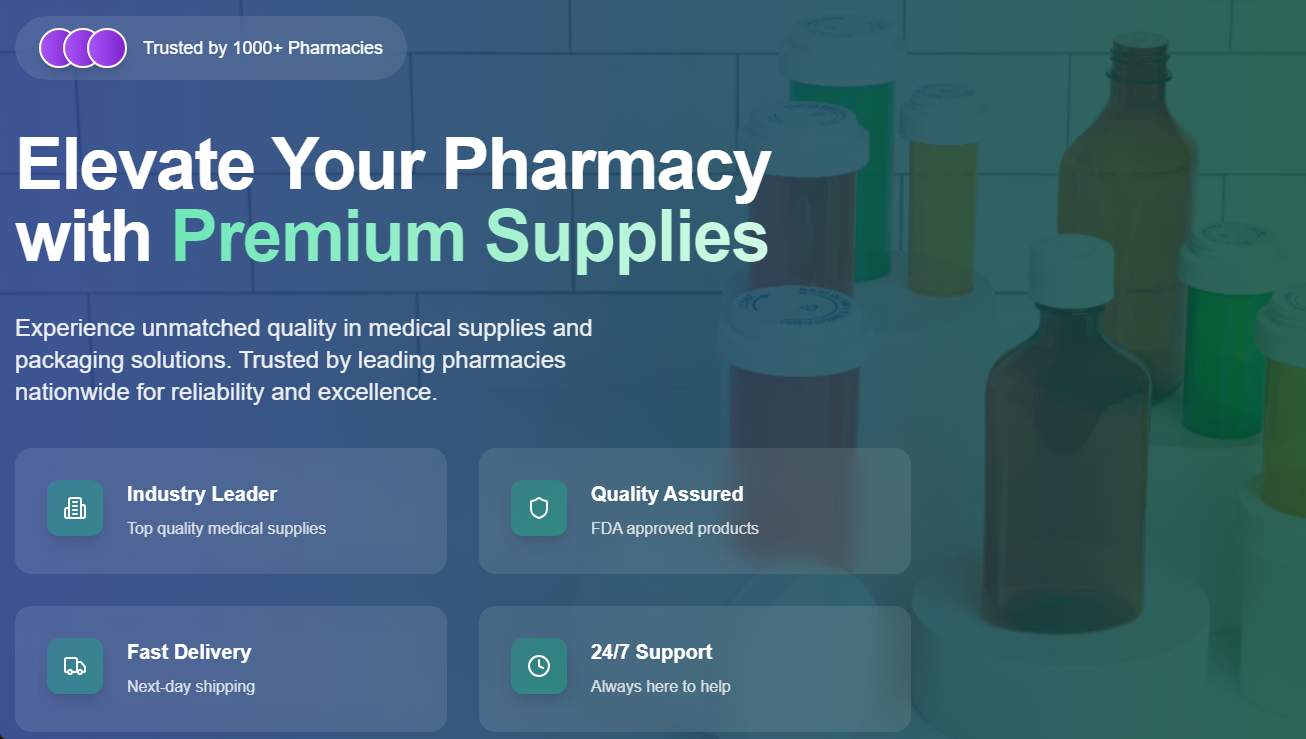 Trusted by 1000+ Pharmacies
Elevate Your Pharmacy
with Premium Supplies
Experience unmatched quality in medical supplies and
packaging solutions. Trusted by leading pharmacies
nationwide for reliability and excellence.
Industry Leader
Top quality medical supplies
Quality Assured
FDA approved products
Fast Delivery
Next-day shipping
24/7 Support
Always here to help